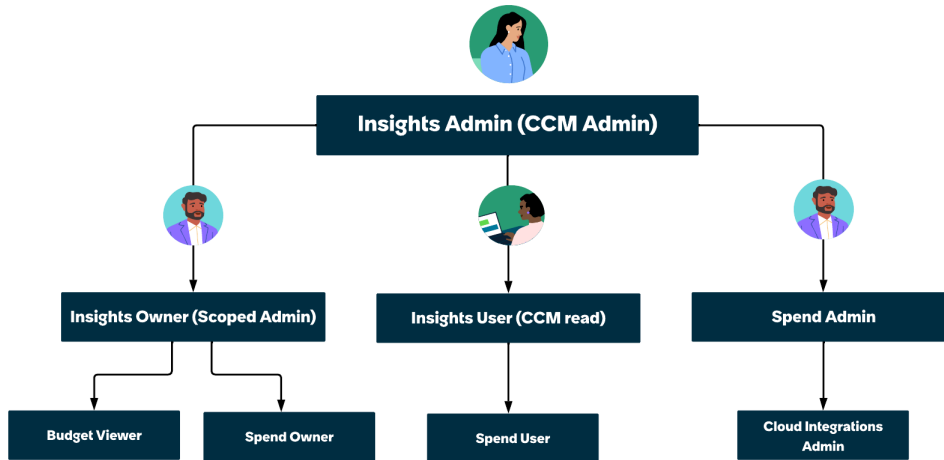 Insights Admin (CCM Admin)
Insights Owner (Scoped Admin)
Insights User (CCM read)
Spend Admin
Budget Viewer
Spend Owner
Spend User
Cloud Integrations
Admin